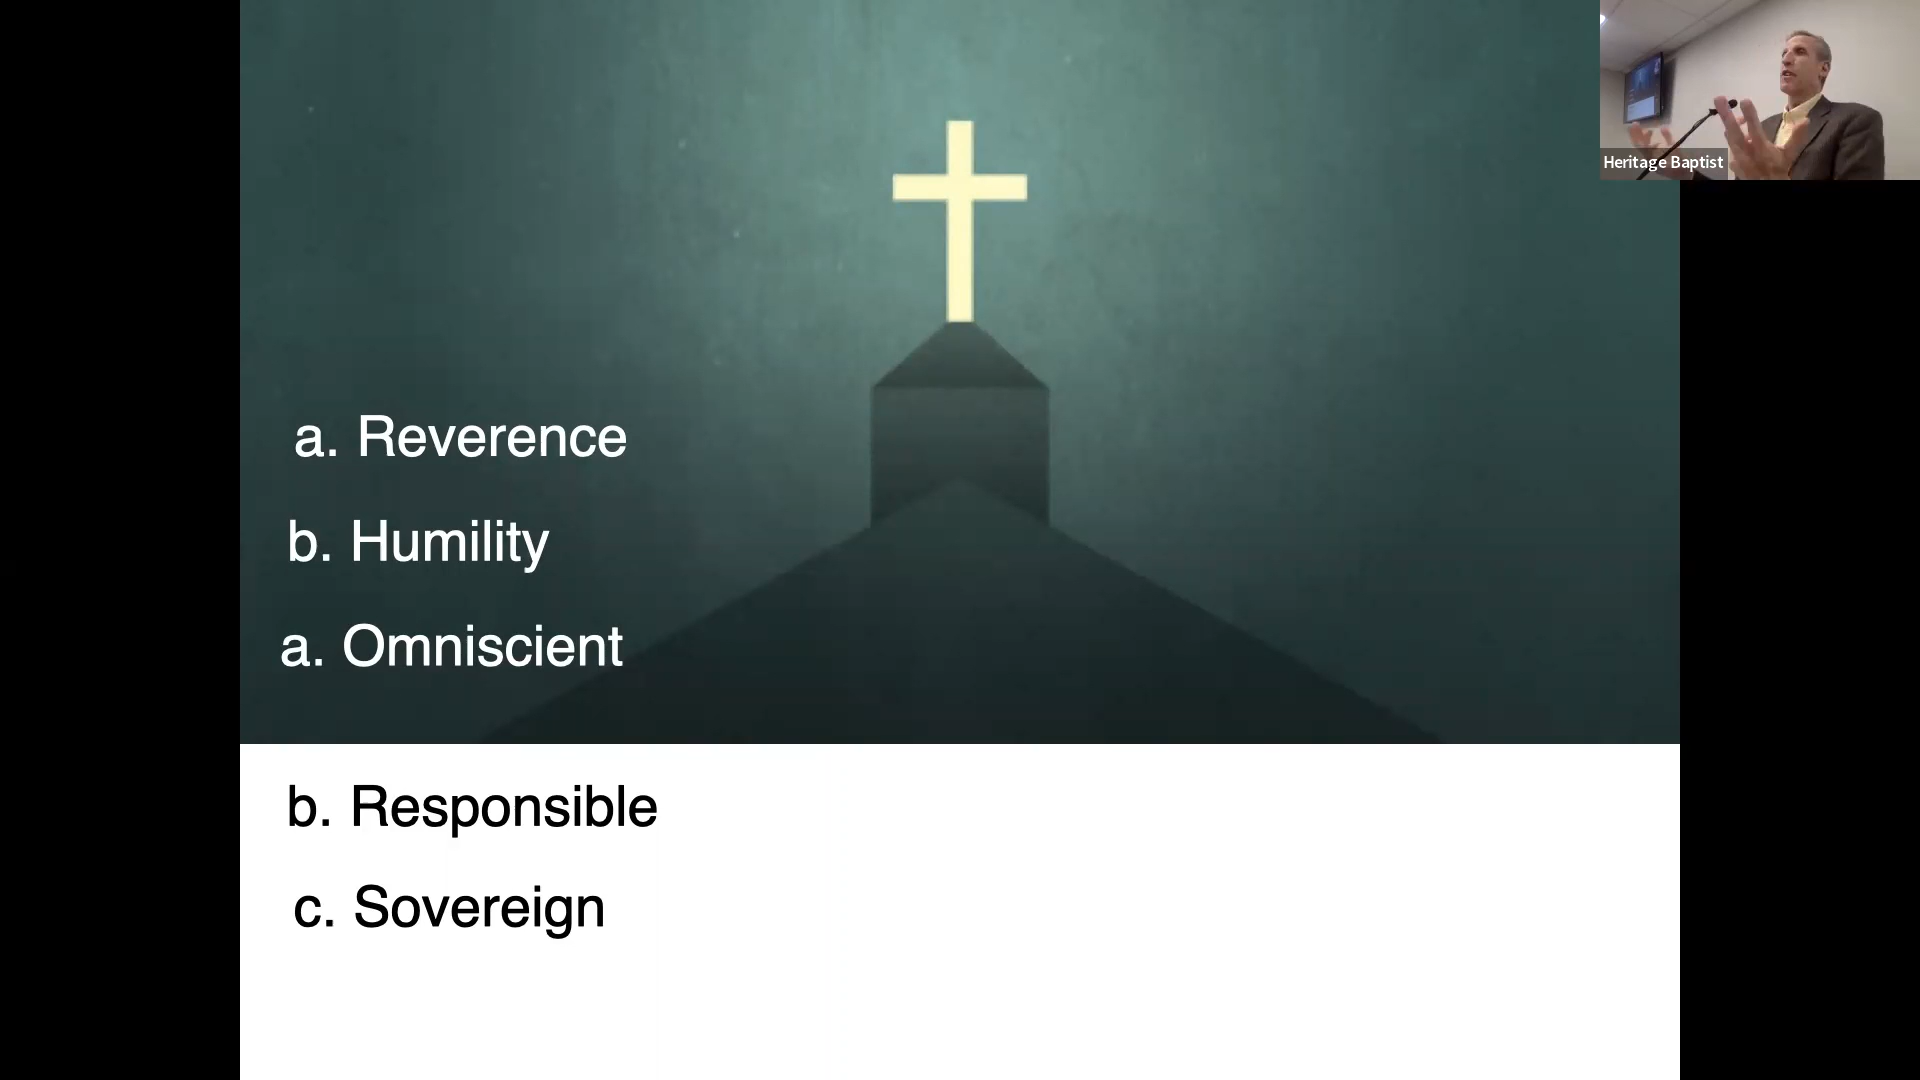 Heritage Baptist
a. Reverence
b. Humility
a. Omniscient
b. Responsible
c. Sovereign